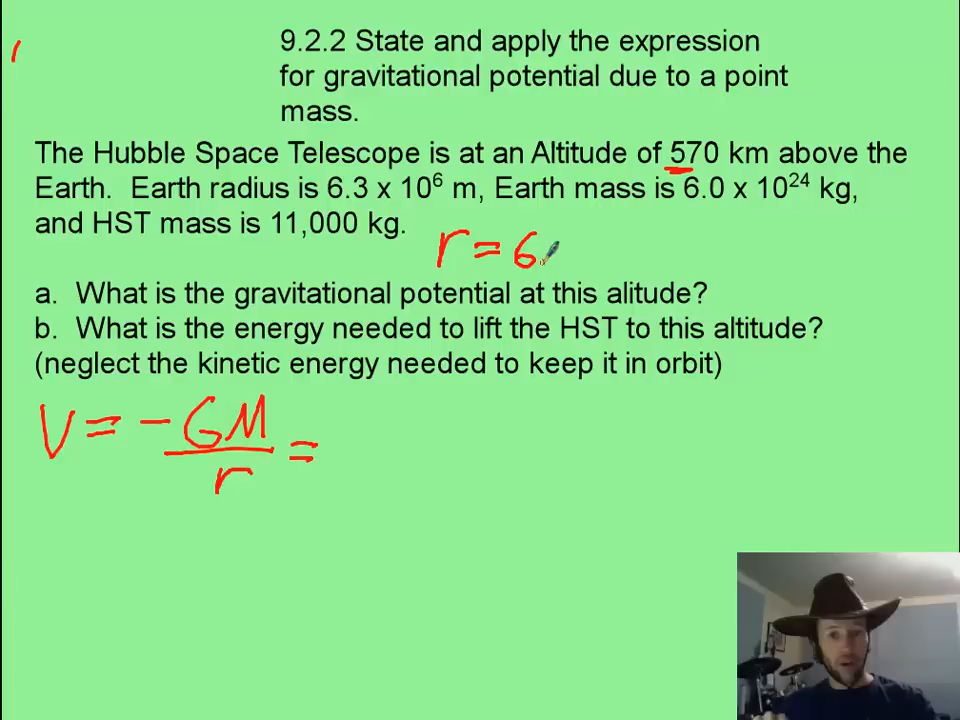 9.2.2 State and apply the expression
for gravitational potential due to a point
mass.
The Hubble Space Telescope is at an Altitude of 570 km above the
Earth. Earth radius is 6.3 x 10⁶ m, Earth mass is 6.0 x 10²⁴ kg,
and HST mass is 11,000 kg.
r = 6.
a. What is the gravitational potential at this alitude?
b. What is the energy needed to lift the HST to this altitude?
(neglect the kinetic energy needed to keep it in orbit)
V = - GM
r =